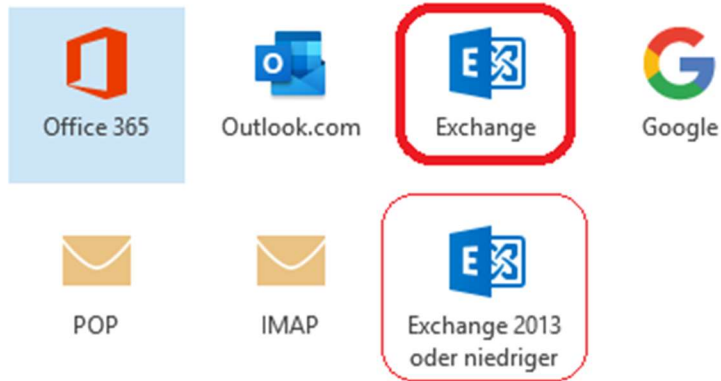 Office 365
Outlook.com
Exchange
Google
POP
IMAP
Exchange 2013
oder niedriger